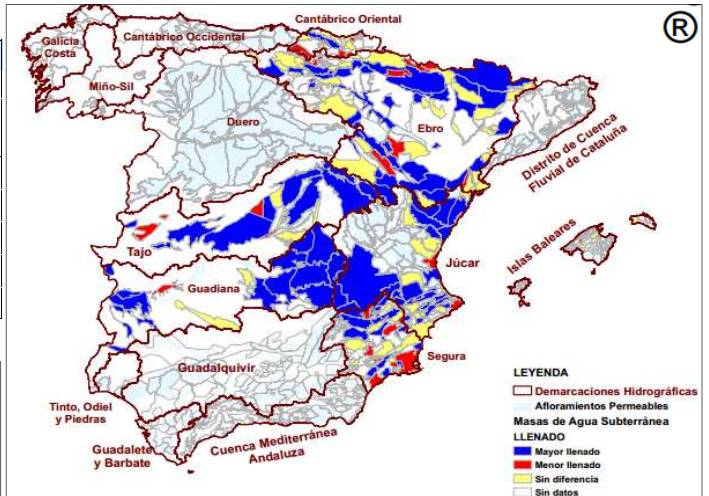 ®
Cantábrico Oriental
Galicia
Costa
Cantábrico Occidental
Miño-Sil
Duero
Ebro
Distrito de Cuenca
Fluvial de Cataluña
Tajo
Júcar
Islas Baleares
Guadiana
Guadalquivir
Segura
Tinto, Odiel
y Piedras
Guadalete
y Barbate
Cuenca Mediterránea
Andaluza
LEYENDA
Demarcaciones Hidrográficas
Afloramientos Permeables
Masas de Agua Subterránea
LLENADO
Mayor llenado
Menor llenado
Sin diferencia
Sin datos